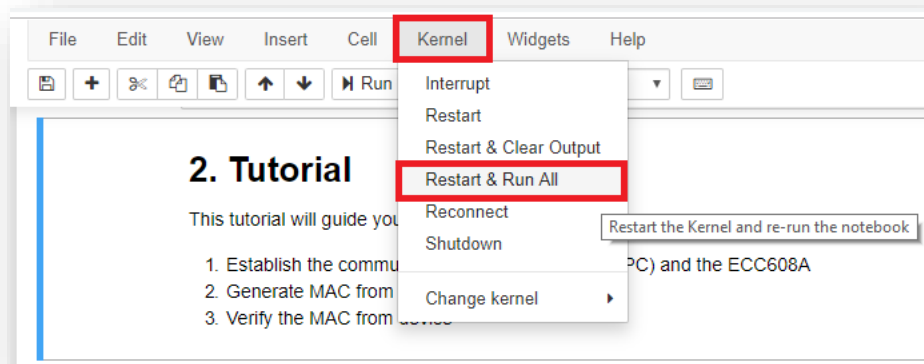 File Edit View Insert Cell Kernel Widgets Help
Run
Interrupt
Restart
Restart & Clear Output
Restart & Run All
Reconnect
Shutdown
Change kernel
Restart the Kernel and re-run the notebook
2. Tutorial
This tutorial will guide you
1. Establish the commu PC) and the ECC608A
2. Generate MAC from
3. Verify the MAC from device